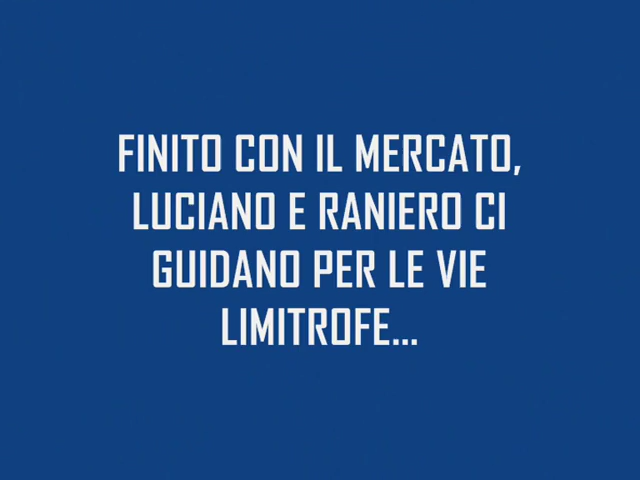 FINITO CON IL MERCATO,
LUCIANO E RANIERO CI
GUIDANO PER LE VIE
LIMITROFE...